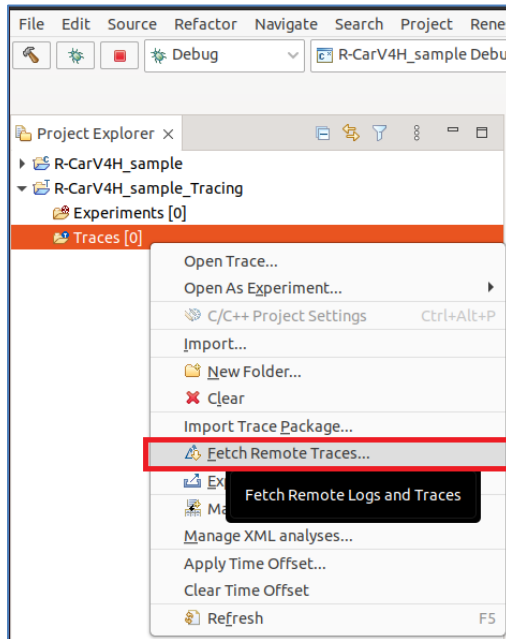 File Edit Source Refactor Navigate Search Project Rene
Debug R-CarV4H_sample Debu
Project Explorer
R-CarV4H_sample
R-CarV4H_sample_Tracing
Experiments [0]
Traces [0]
Open Trace...
Open As Experiment...
C/C++ Project Settings Ctrl+Alt+P
Import...
New Folder...
Clear
Import Trace Package...
Fetch Remote Traces...
Fetch Remote Logs and Traces
Manage XML analyses...
Apply Time Offset...
Clear Time Offset
Refresh F5